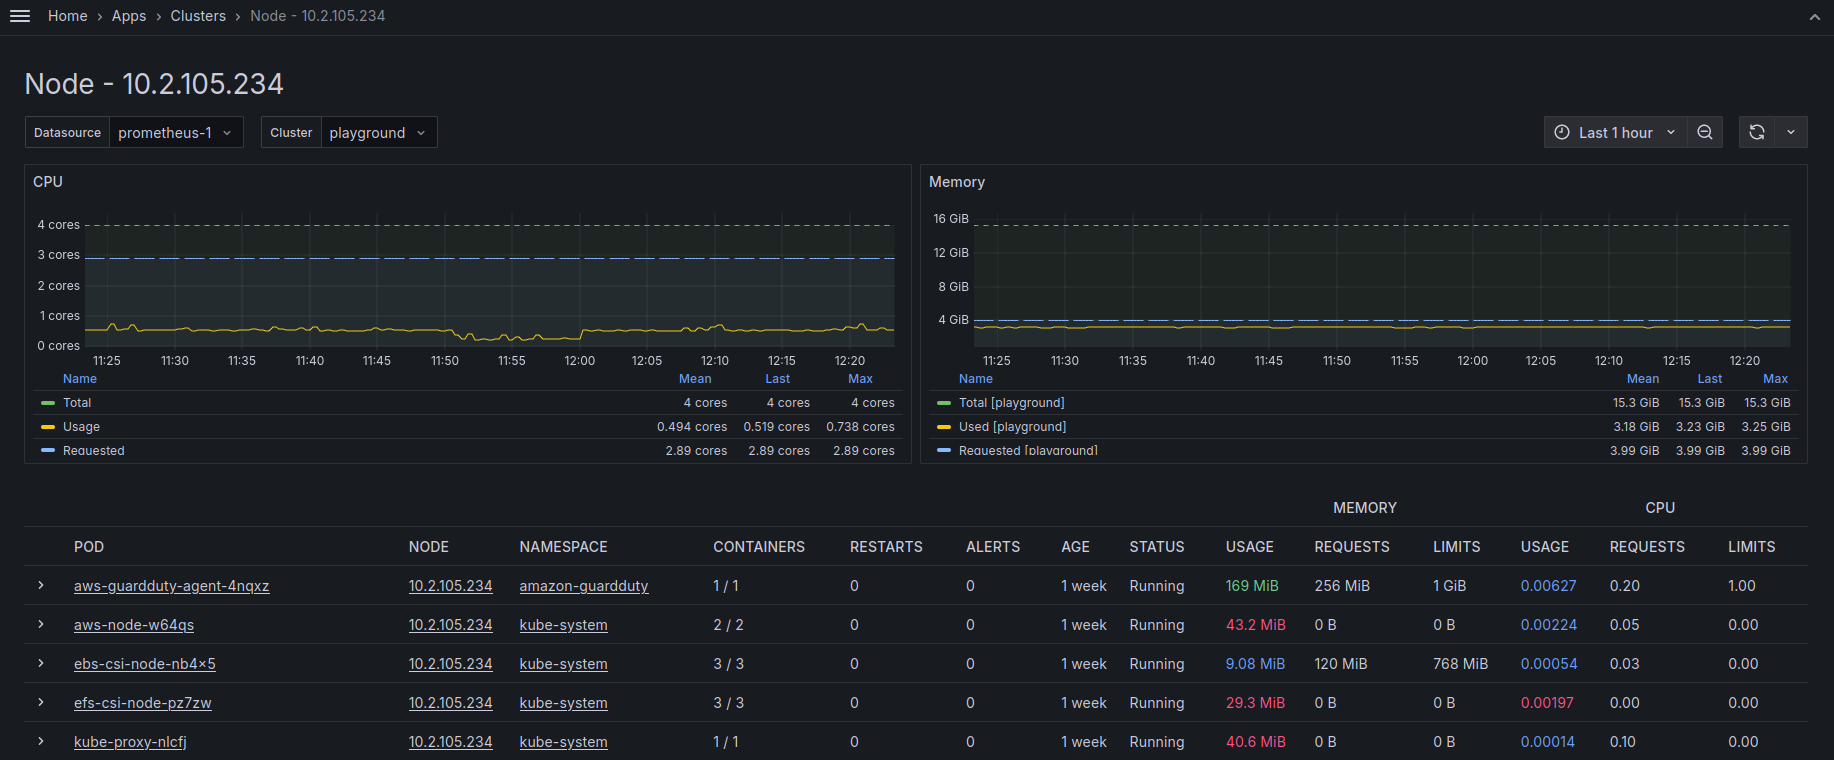 Home › Apps › Clusters › Node - 10.2.105.234
Node - 10.2.105.234
Datasource prometheus-1 Cluster playground Last 1 hour
CPU
4 cores
3 cores
2 cores
1 cores
0 cores
11:25 11:30 11:35 11:40 11:45 11:50 11:55 12:00 12:05 12:10 12:15 12:20
Name Mean Last Max
Total 4 cores 4 cores 4 cores
Usage 0.494 cores 0.519 cores 0.738 cores
Requested 2.89 cores 2.89 cores 2.89 cores
Memory
16 GiB
12 GiB
8 GiB
4 GiB
11:25 11:30 11:35 11:40 11:45 11:50 11:55 12:00 12:05 12:10 12:15 12:20
Name Mean Last Max
Total [playground] 15.3 GiB 15.3 GiB 15.3 GiB
Used [playground] 3.18 GiB 3.23 GiB 3.25 GiB
Requested [playground] 3.99 GiB 3.99 GiB 3.99 GiB
MEMORY CPU
POD NODE NAMESPACE CONTAINERS RESTARTS ALERTS AGE STATUS USAGE REQUESTS LIMITS USAGE REQUESTS LIMITS
aws-guardduty-agent-4nqxz 10.2.105.234 amazon-guardduty 1 / 1 0 0 1 week Running 169 MiB 256 MiB 1 GiB 0.00627 0.20 1.00
aws-node-w64qs 10.2.105.234 kube-system 2 / 2 0 0 1 week Running 43.2 MiB 0 B 0 B 0.00224 0.05 0.00
ebs-csi-node-nb4×5 10.2.105.234 kube-system 3 / 3 0 0 1 week Running 9.08 MiB 120 MiB 768 MiB 0.00054 0.03 0.00
efs-csi-node-pz7zw 10.2.105.234 kube-system 3 / 3 0 0 1 week Running 29.3 MiB 0 B 0 B 0.00197 0.00 0.00
kube-proxy-nlcfj 10.2.105.234 kube-system 1 / 1 0 0 1 week Running 40.6 MiB 0 B 0 B 0.00014 0.10 0.00